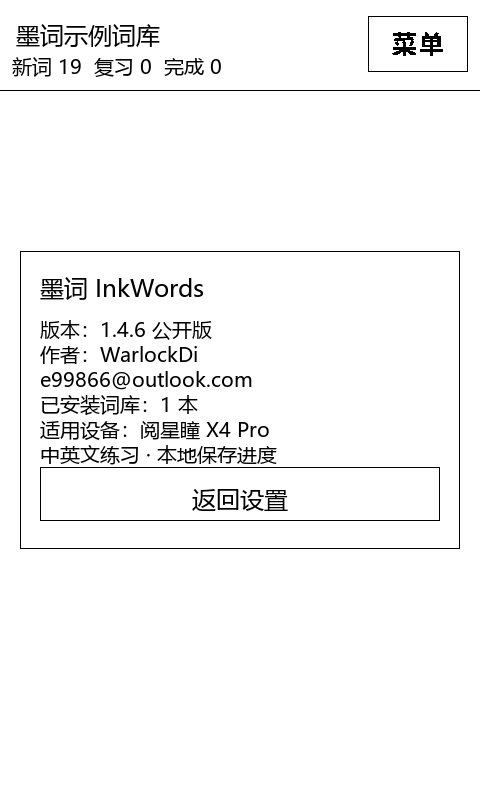 墨词示例词库
菜单
新词 19 复习 0 完成 0
墨词 InkWords
版本：1.4.6 公开版
作者：WarlockDi
e99866@outlook.com
已安装词库：1 本
适用设备：阅星瞳 X4 Pro
中英文练习 · 本地保存进度
返回设置